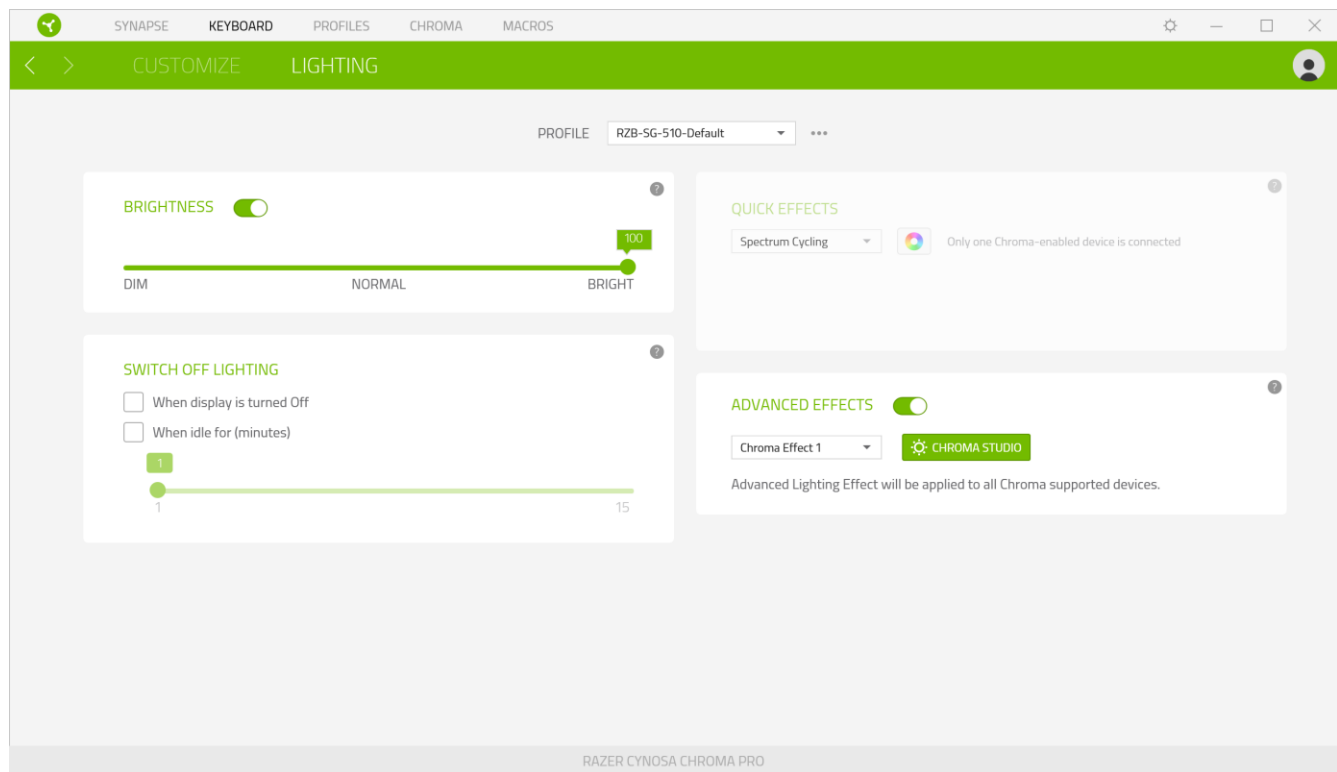 SYNAPSE KEYBOARD PROFILES CHROMA MACROS
CUSTOMIZE LIGHTING
PROFILE RZB-SG-510-Default
BRIGHTNESS
100
DIM NORMAL BRIGHT
SWITCH OFF LIGHTING
When display is turned Off
When idle for (minutes)
1
1 15
QUICK EFFECTS
Spectrum Cycling Only one Chroma-enabled device is connected
ADVANCED EFFECTS
Chroma Effect 1 CHROMA STUDIO
Advanced Lighting Effect will be applied to all Chroma supported devices.
RAZER CYNOSA CHROMA PRO